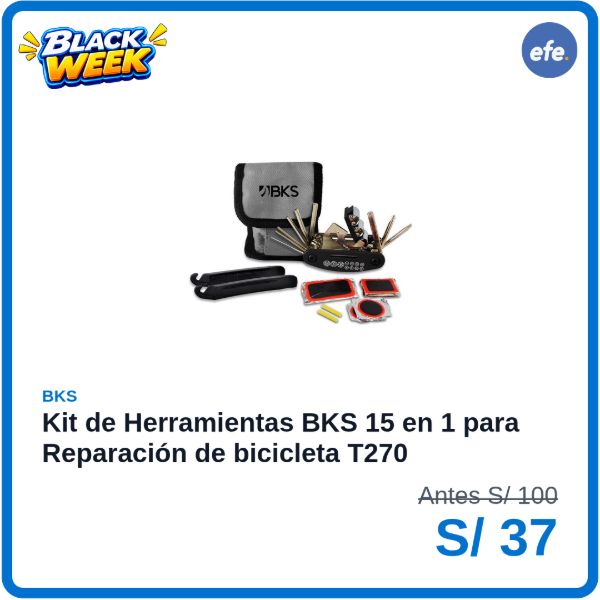 BLACK
WEEK
efe.
BKS
BKS
Kit de Herramientas BKS 15 en 1 para
Reparación de bicicleta T270
Antes S/ 100
S/ 37